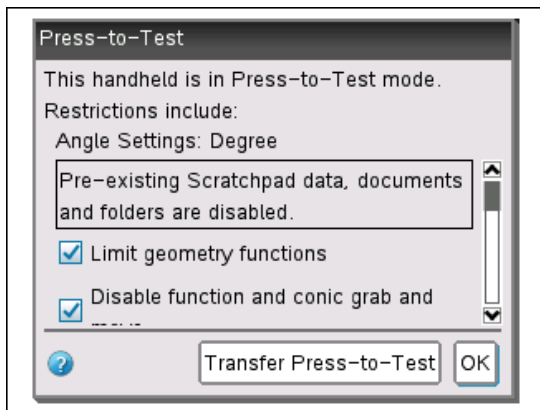 Press-to-Test
This handheld is in Press-to-Test mode.
Restrictions include:
Angle Settings: Degree
Pre-existing Scratchpad data, documents
and folders are disabled.
Limit geometry functions
Disable function and conic grab and
Transfer Press-to-Test
OK